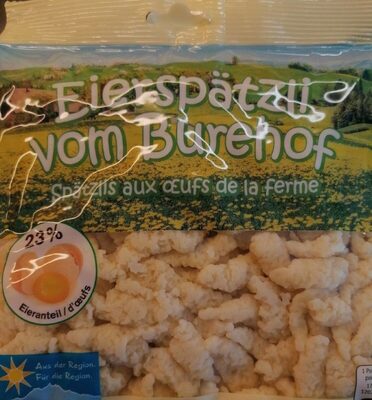 Eierspätzli
vom Burehof
Spätzlis aux œufs de la ferme
23%
Eieranteil / d'œufs
Aus der Region.
Für die Region.